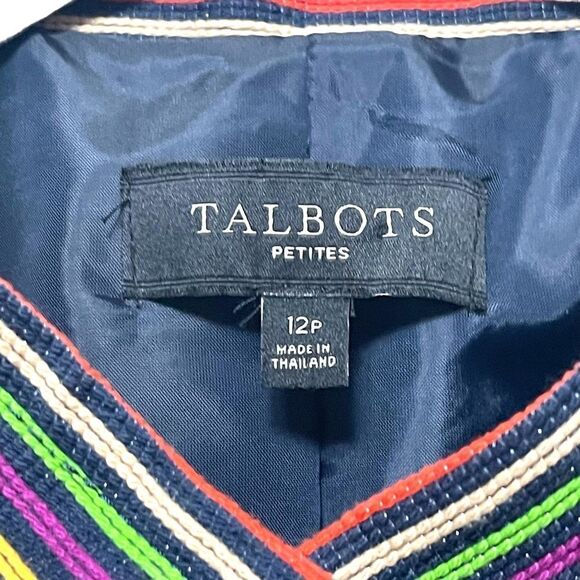 TALBOTS
PETITES
12P
MADE IN
THAILAND